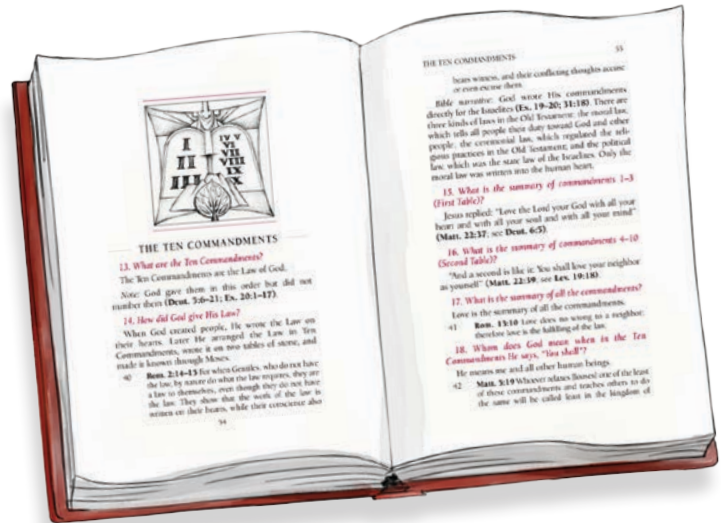 I
II
III
IV V
VI
VII
VIII
IX
X
THE TEN COMMANDMENTS
13. What are the Ten Commandments?
The Ten Commandments are the Law of God.
Note: God gave them in this order but did not
number them (Deut. 5:6–21; Ex. 20:1–17).
14. How did God give His Law?
When God created people, He wrote the Law on
their hearts. Later He arranged the Law in Ten
Commandments, wrote it on two tables of stone, and
made it known through Moses.
40 Rom. 2:14–15 For when Gentiles, who do not have
the law, by nature do what the law requires, they are
a law to themselves, even though they do not have
the law. They show that the work of the law is
written on their hearts, while their conscience also
54
THE TEN COMMANDMENTS 55
bears witness, and their conflicting thoughts accuse
or even excuse them.
Bible narrative: God wrote His commandments
directly for the Israelites (Ex. 19–20; 31:18). There are
three kinds of laws in the Old Testament: the moral law,
which tells all people their duty toward God and other
people; the ceremonial law, which regulated the reli-
gious practices in the Old Testament; and the political
law, which was the state law of the Israelites. Only the
moral law was written into the human heart.
15. What is the summary of commandments 1–3
(First Table)?
Jesus replied: "Love the Lord your God with all your
heart and with all your soul and with all your mind"
(Matt. 22:37; see Deut. 6:5).
16. What is the summary of commandments 4–10
(Second Table)?
"And a second is like it: You shall love your neighbor
as yourself" (Matt. 22:39; see Lev. 19:18).
17. What is the summary of all the commandments?
Love is the summary of all the commandments.
41 Rom. 13:10 Love does no wrong to a neighbor;
therefore love is the fulfilling of the law.
18. Whom does God mean when in the Ten
Commandments He says, "You shall"?
He means me and all other human beings.
42 Matt. 5:19 Whoever relaxes [looses] one of the least
of these commandments and teaches others to do
the same will be called least in the kingdom of